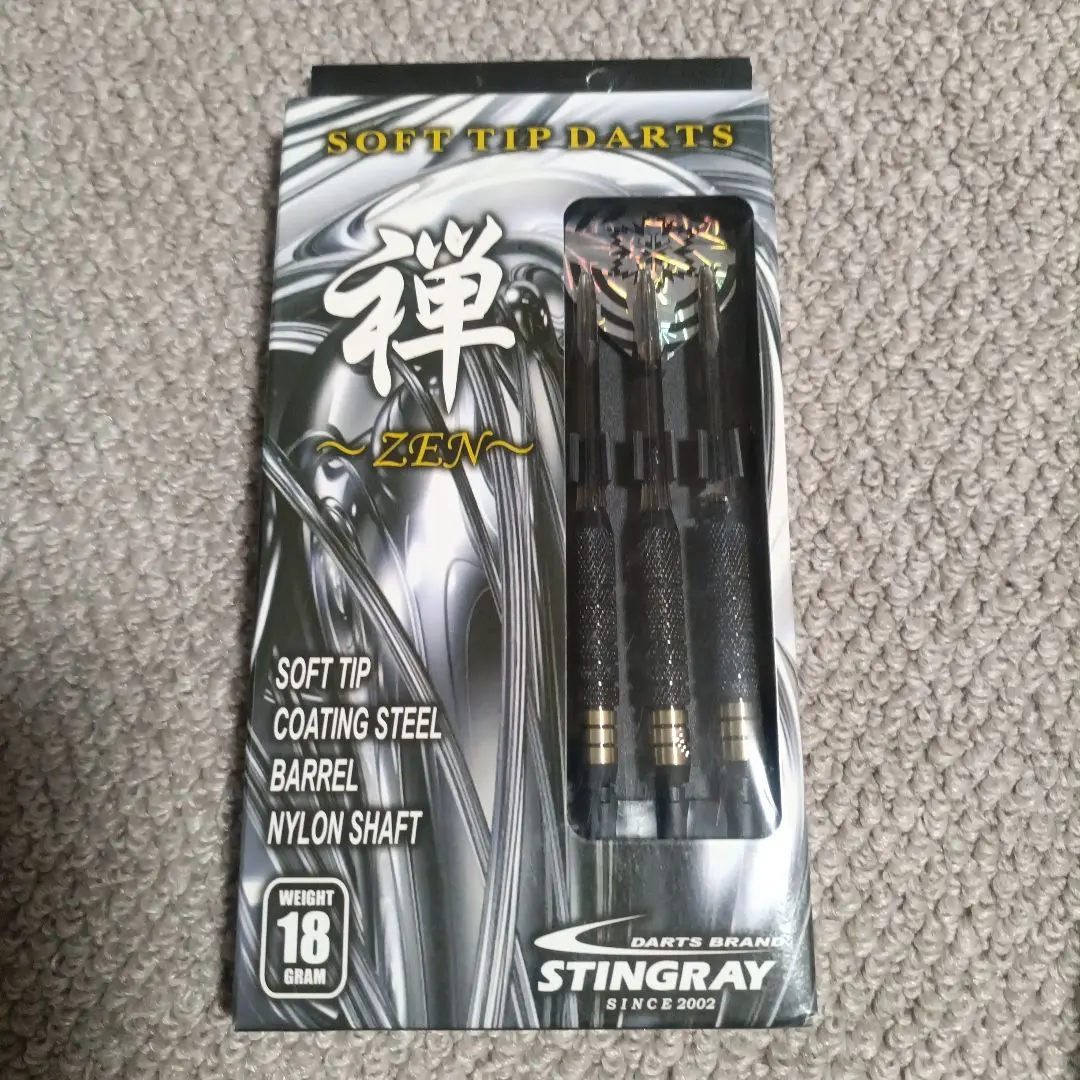 SOFT TIP DARTS
禅
～ZEN～
SOFT TIP
COATING STEEL
BARREL
NYLON SHAFT
WEIGHT
18
GRAM
DARTS BRAND
STINGRAY
SINCE 2002